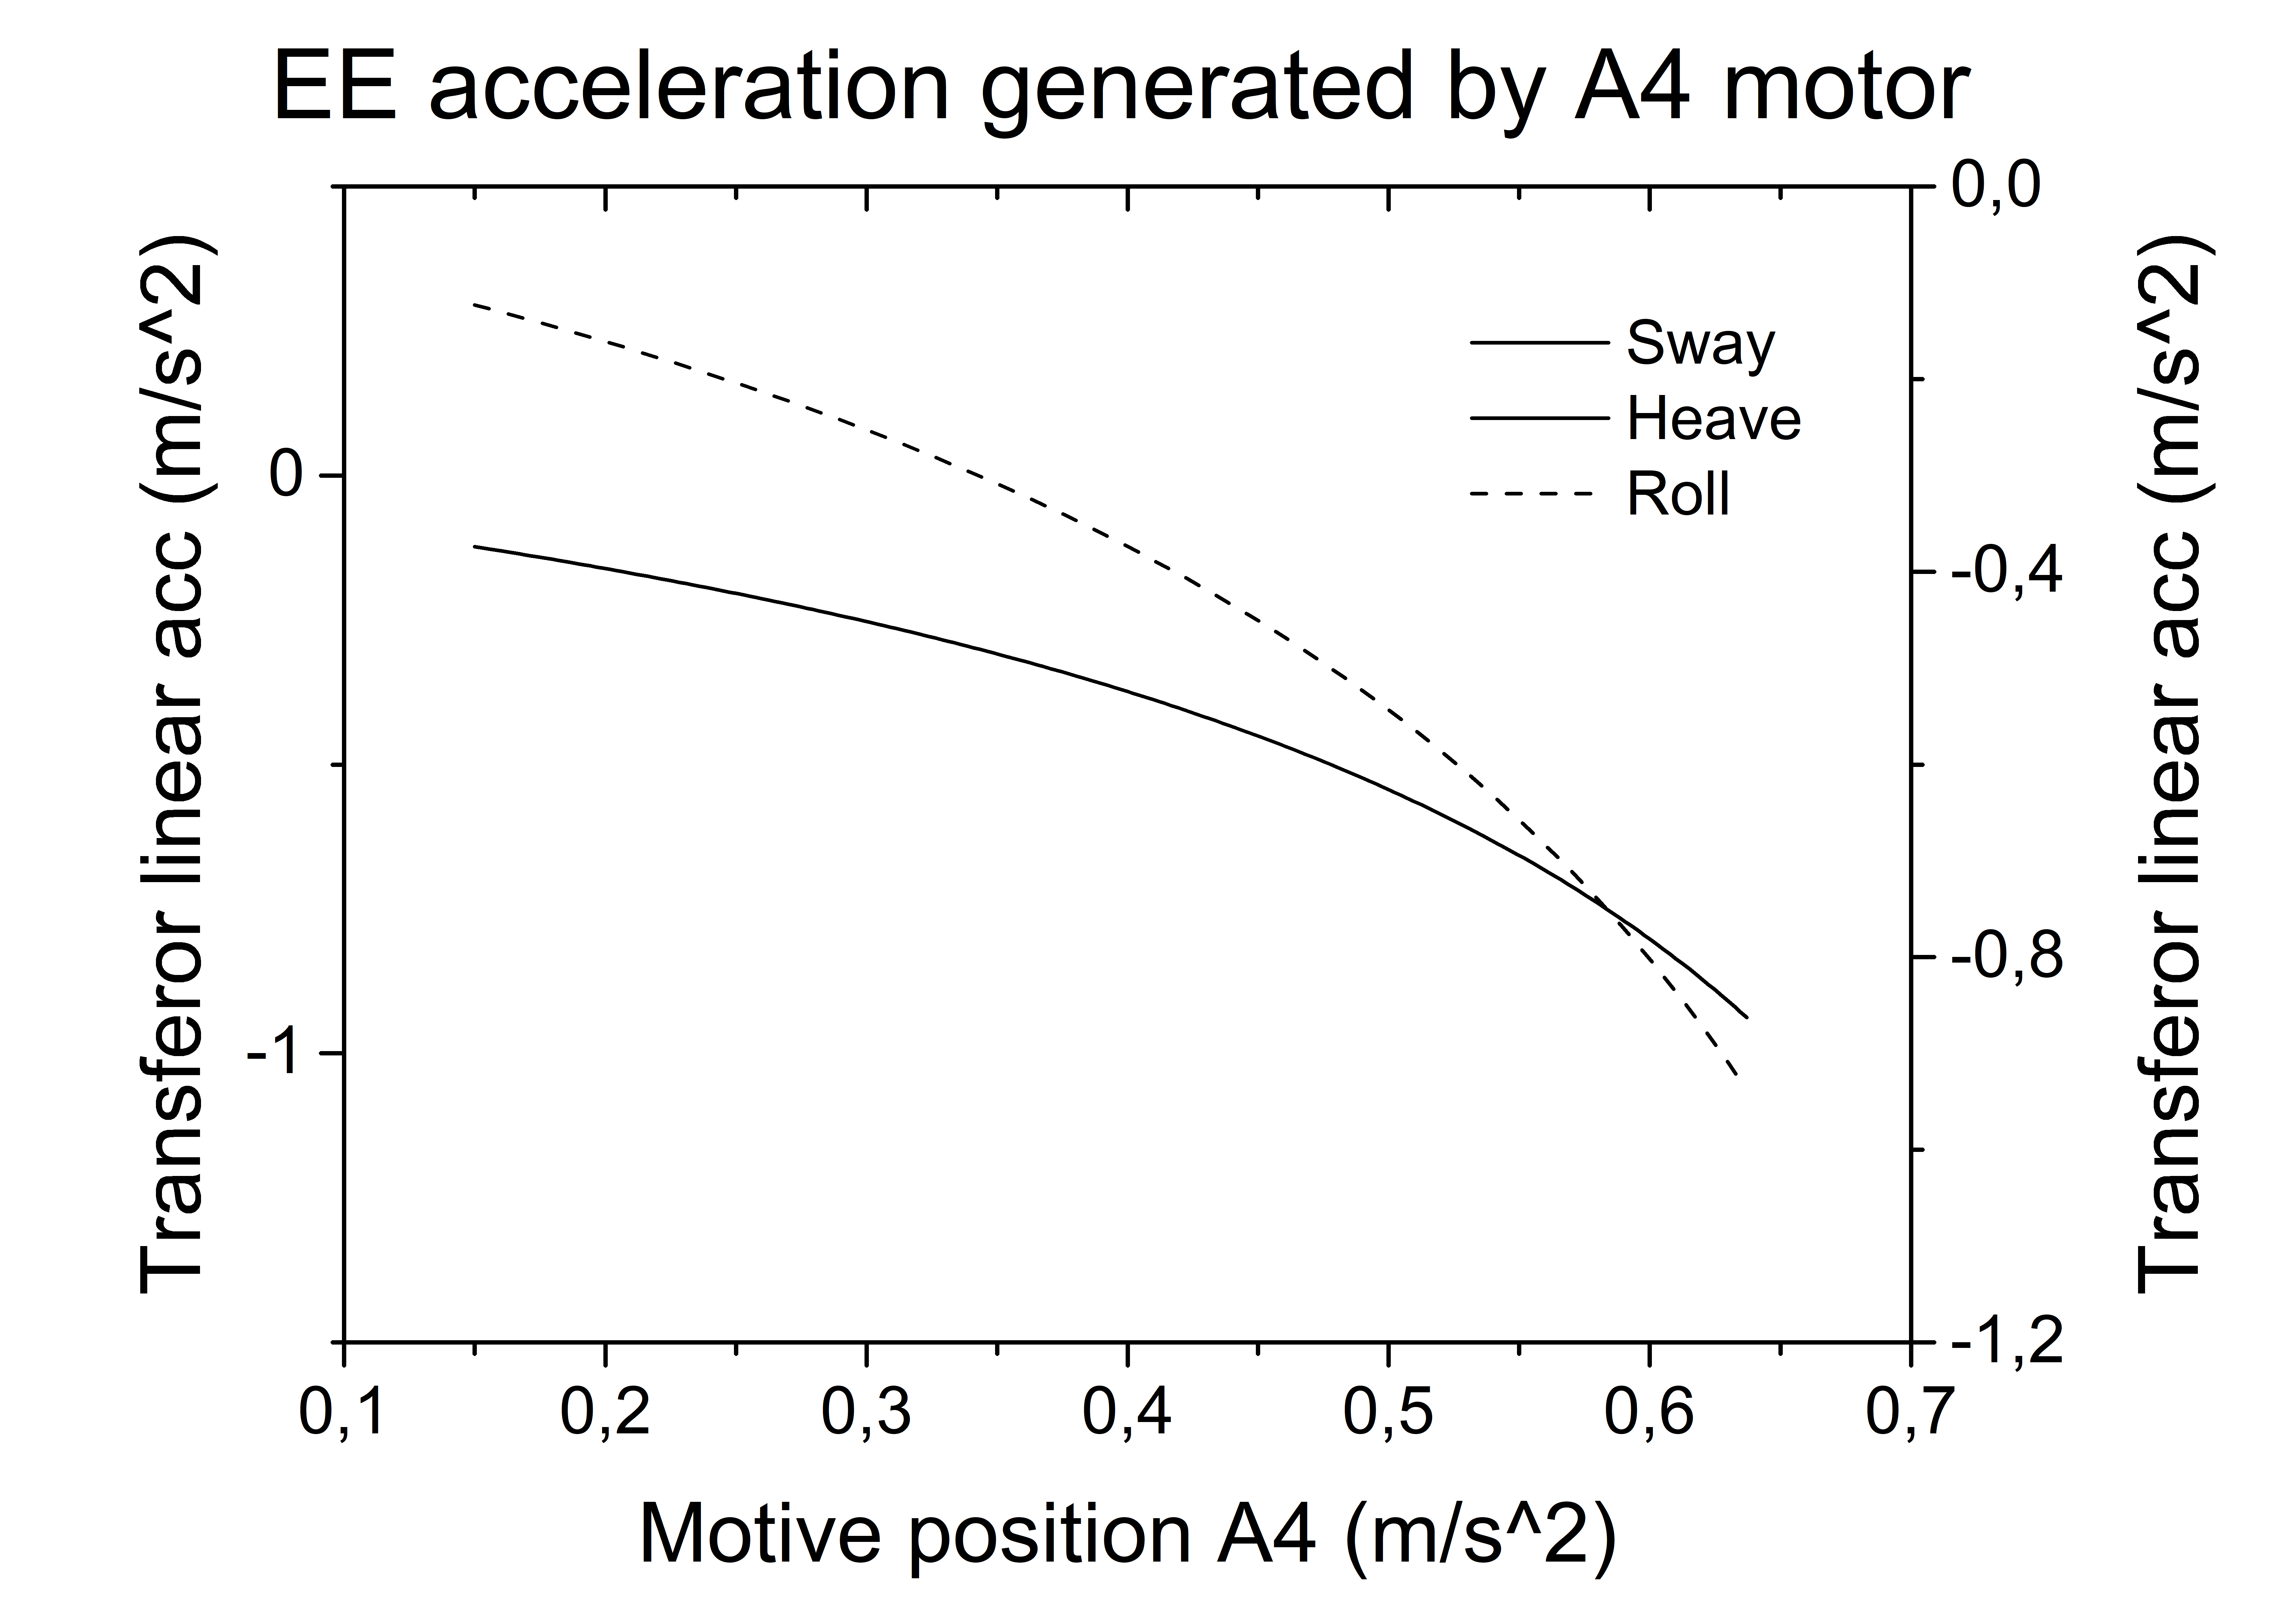 EE acceleration generated by A4 motor
Transferor linear acc (m/s^2)
0
-1
Sway
Heave
Roll
0,0
-0,4
-0,8
-1,2
Transferor linear acc (m/s^2)
0,1 0,2 0,3 0,4 0,5 0,6 0,7
Motive position A4 (m/s^2)